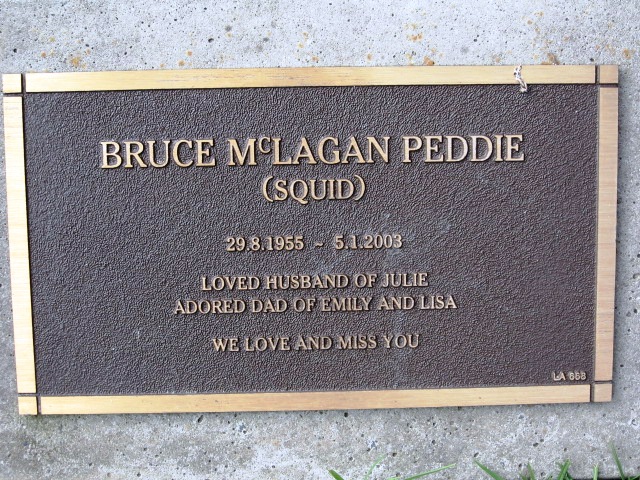 BRUCE McLAGAN PEDDIE
(SQUID)
29.8.1955 ~ 5.1.2003
LOVED HUSBAND OF JULIE
ADORED DAD OF EMILY AND LISA
WE LOVE AND MISS YOU